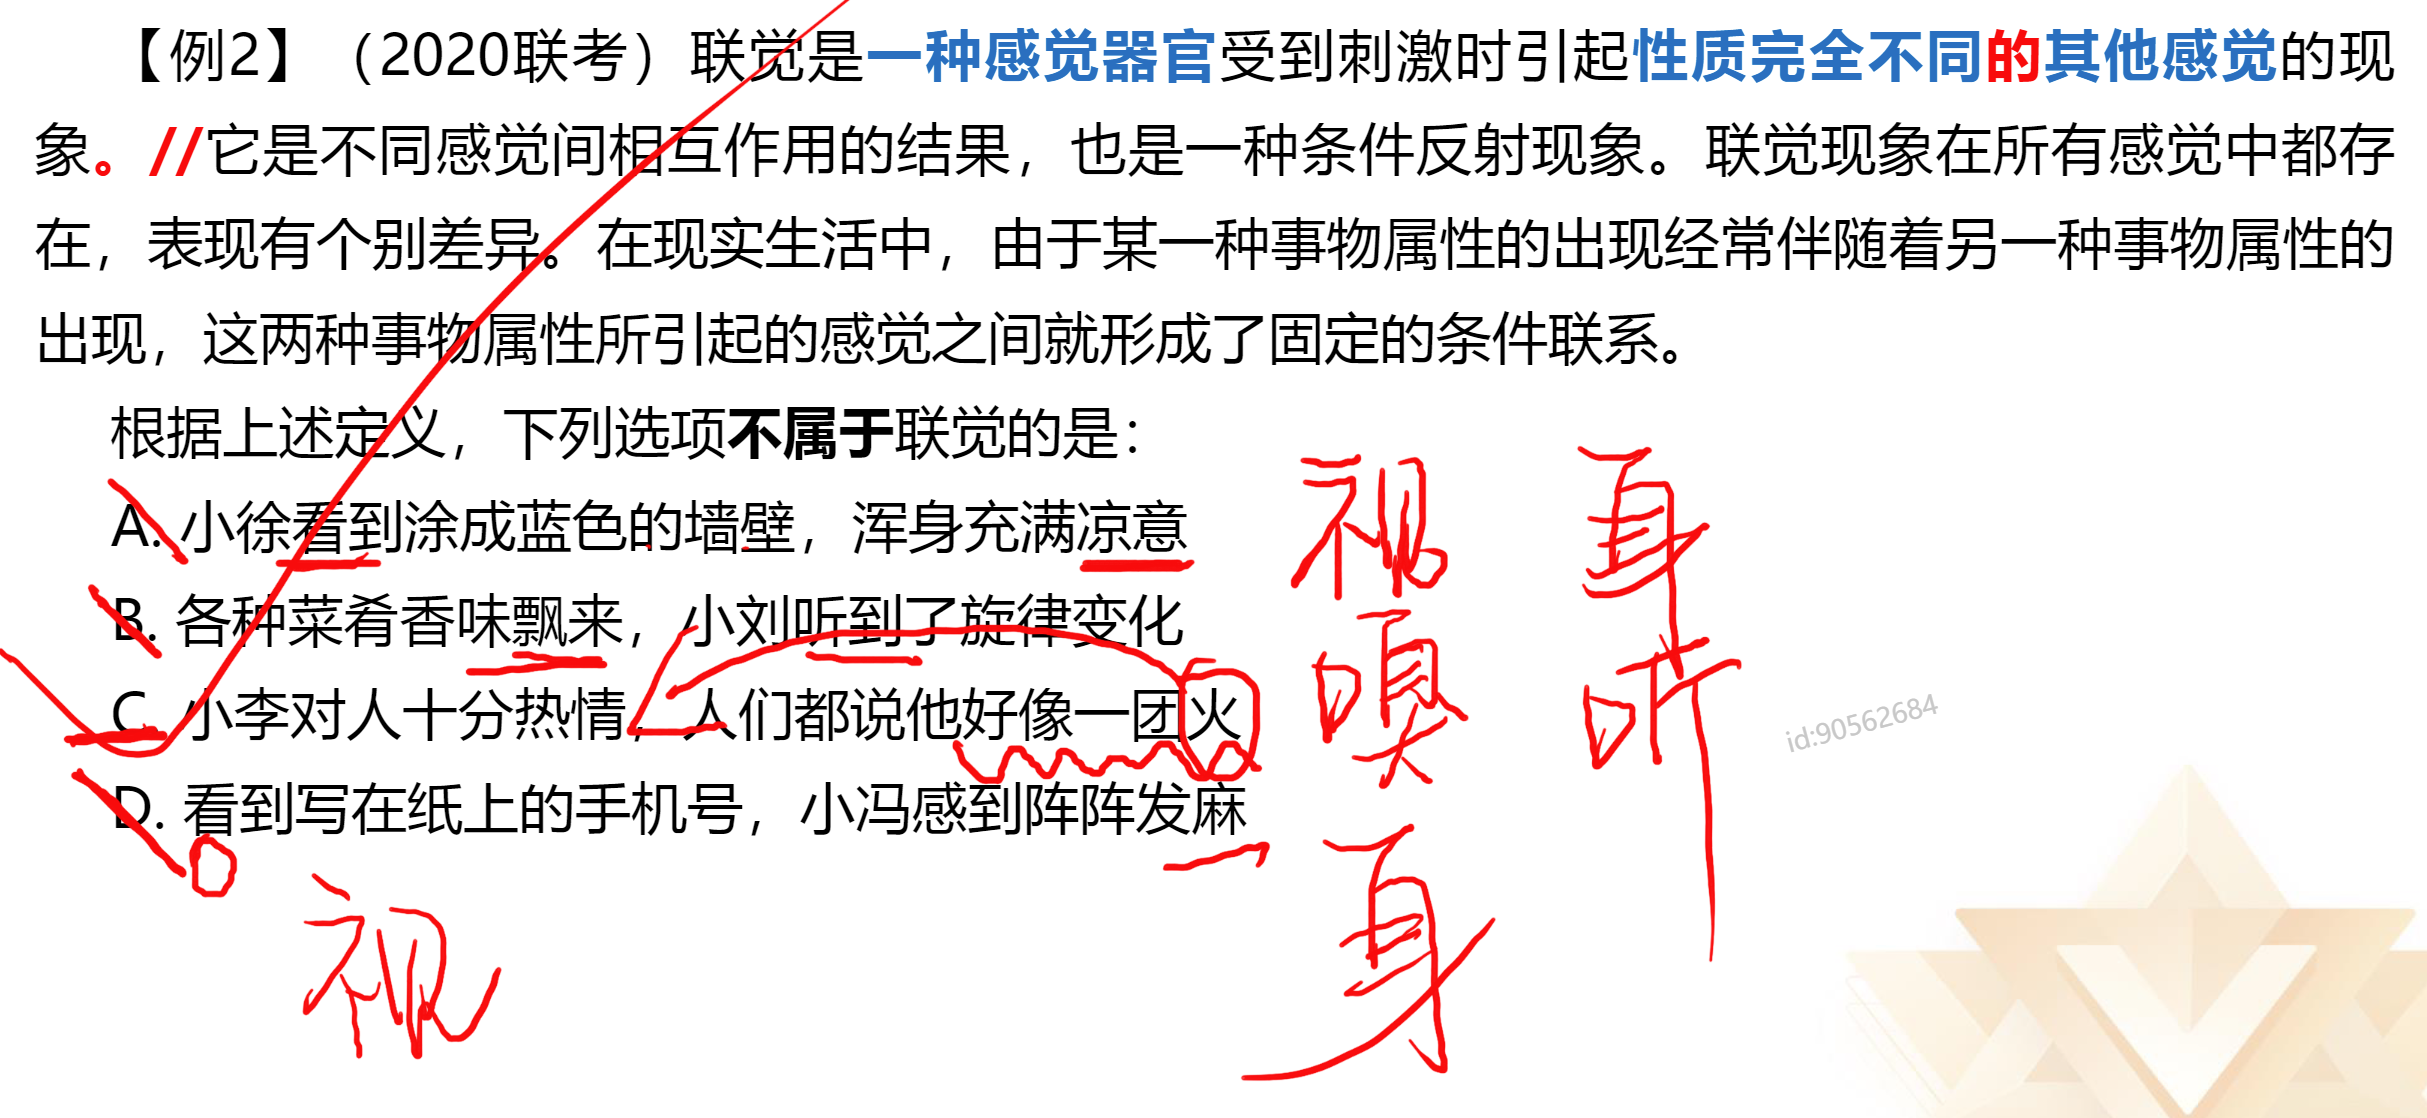 【例2】（2020联考）联觉是一种感觉器官受到刺激时引起性质完全不同的其他感觉的现
象。//它是不同感觉间相互作用的结果，也是一种条件反射现象。联觉现象在所有感觉中都存
在，表现有个别差异。在现实生活中，由于某一种事物属性的出现经常伴随着另一种事物属性的
出现，这两种事物属性所引起的感觉之间就形成了固定的条件联系。
根据上述定义，下列选项不属于联觉的是：
A. 小徐看到涂成蓝色的墙壁，浑身充满凉意
B. 各种菜肴香味飘来，小刘听到了旋律变化
C. 小李对人十分热情，人们都说他好像一团火
D. 看到写在纸上的手机号，小冯感到阵阵发麻
视
身
嗅
听
身
视
id:90562684